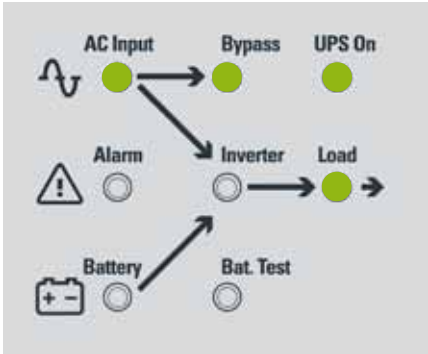 AC Input Bypass UPS On
Alarm Inverter Load
Battery Bat. Test